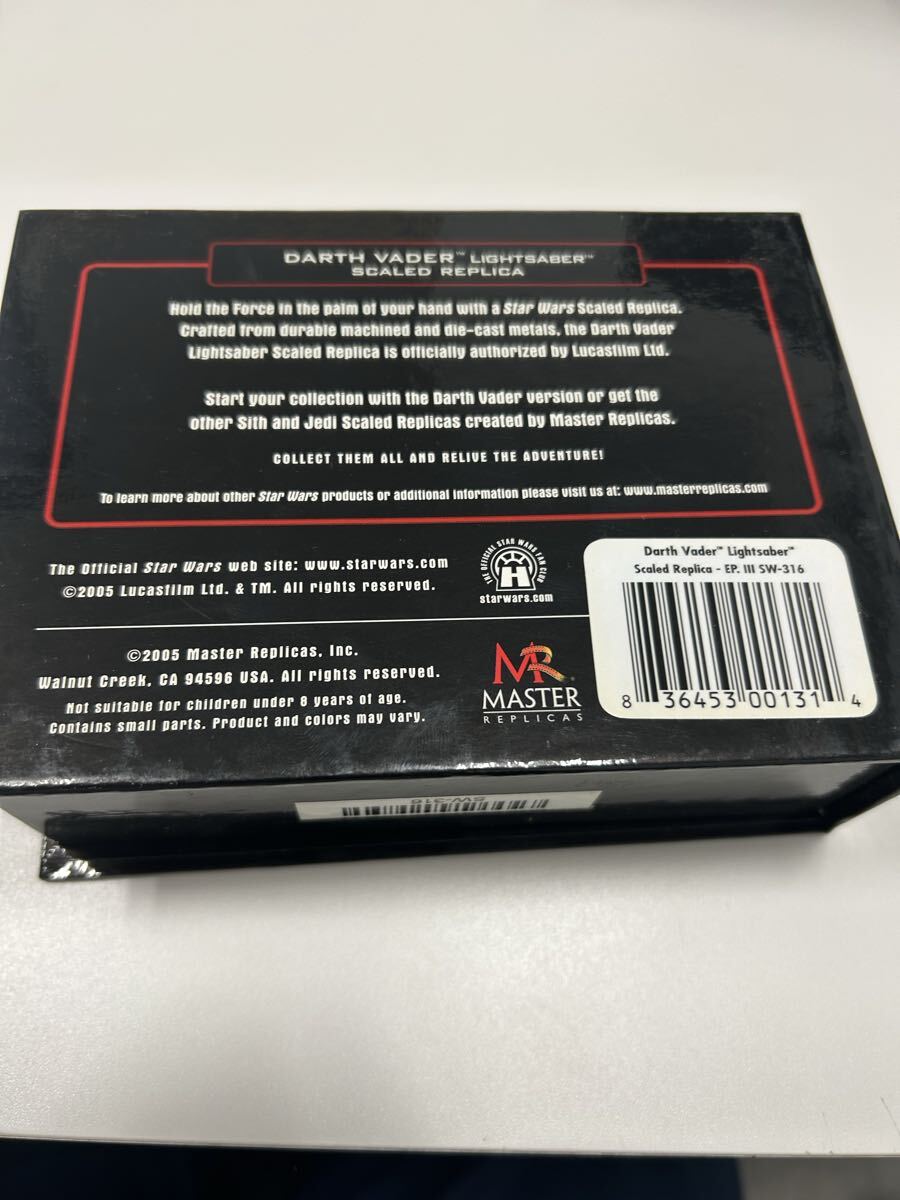 DARTH VADER™ LIGHTSABER™
SCALED REPLICA
Hold the Force in the palm of your hand with a Star Wars Scaled Replica.
Crafted from durable machined and die-cast metals, the Darth Vader
Lightsaber Scaled Replica is officially authorized by Lucasfilm Ltd.
Start your collection with the Darth Vader version or get the
other Sith and Jedi Scaled Replicas created by Master Replicas.
COLLECT THEM ALL AND RELIVE THE ADVENTURE!
To learn more about other Star Wars products or additional information please visit us at: www.masterreplicas.com
The Official Star Wars web site: www.starwars.com
©2005 Lucasfilm Ltd. & TM. All rights reserved.
THE OFFICIAL STAR WARS FAN CLUB
starwars.com
©2005 Master Replicas, Inc.
Walnut Creek, CA 94596 USA. All rights reserved.
Not suitable for children under 8 years of age.
Contains small parts. Product and colors may vary.
MR
MASTER
REPLICAS
Darth Vader™ Lightsaber™
Scaled Replica - EP. III SW-316
8 36453 00131 4
SW-316